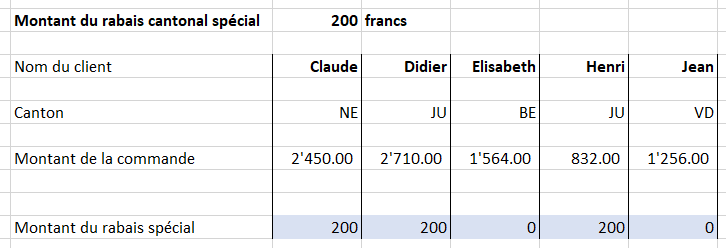 Montant du rabais cantonal spécial 200 francs
Nom du client Claude Didier Elisabeth Henri Jean
Canton NE JU BE JU VD
Montant de la commande 2'450.00 2'710.00 1'564.00 832.00 1'256.00
Montant du rabais spécial 200 200 0 200 0